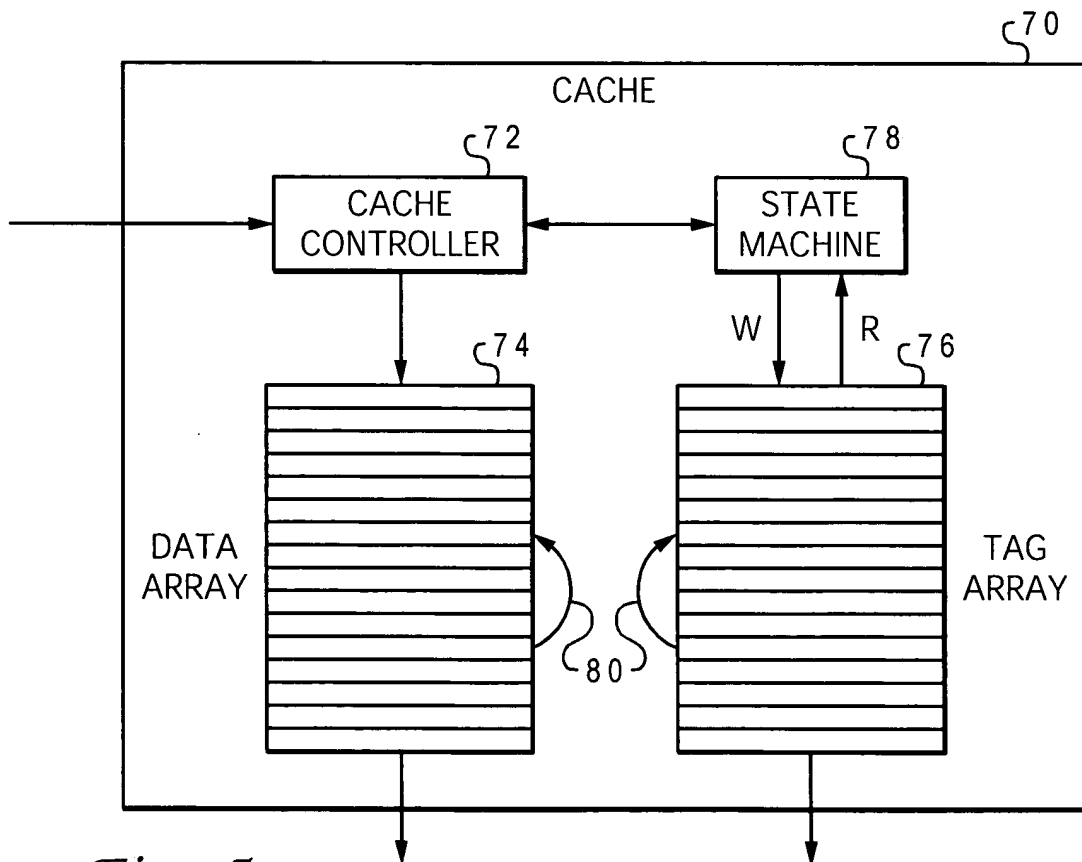 70
CACHE
72
78
CACHE
CONTROLLER
STATE
MACHINE
W
R
74
76
DATA
ARRAY
TAG
ARRAY
80